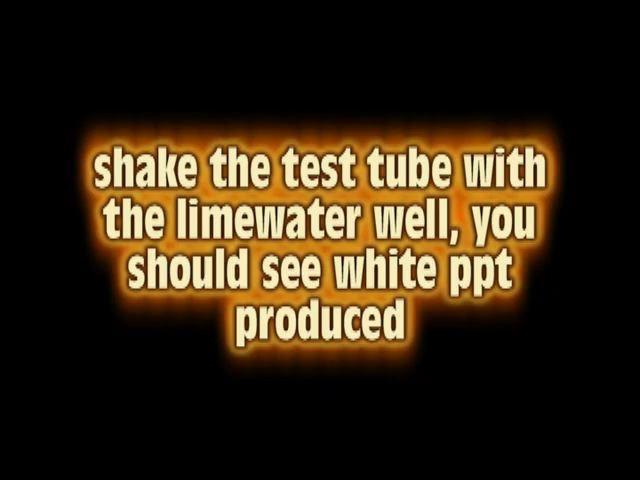 shake the test tube with
the limewater well, you
should see white ppt
produced